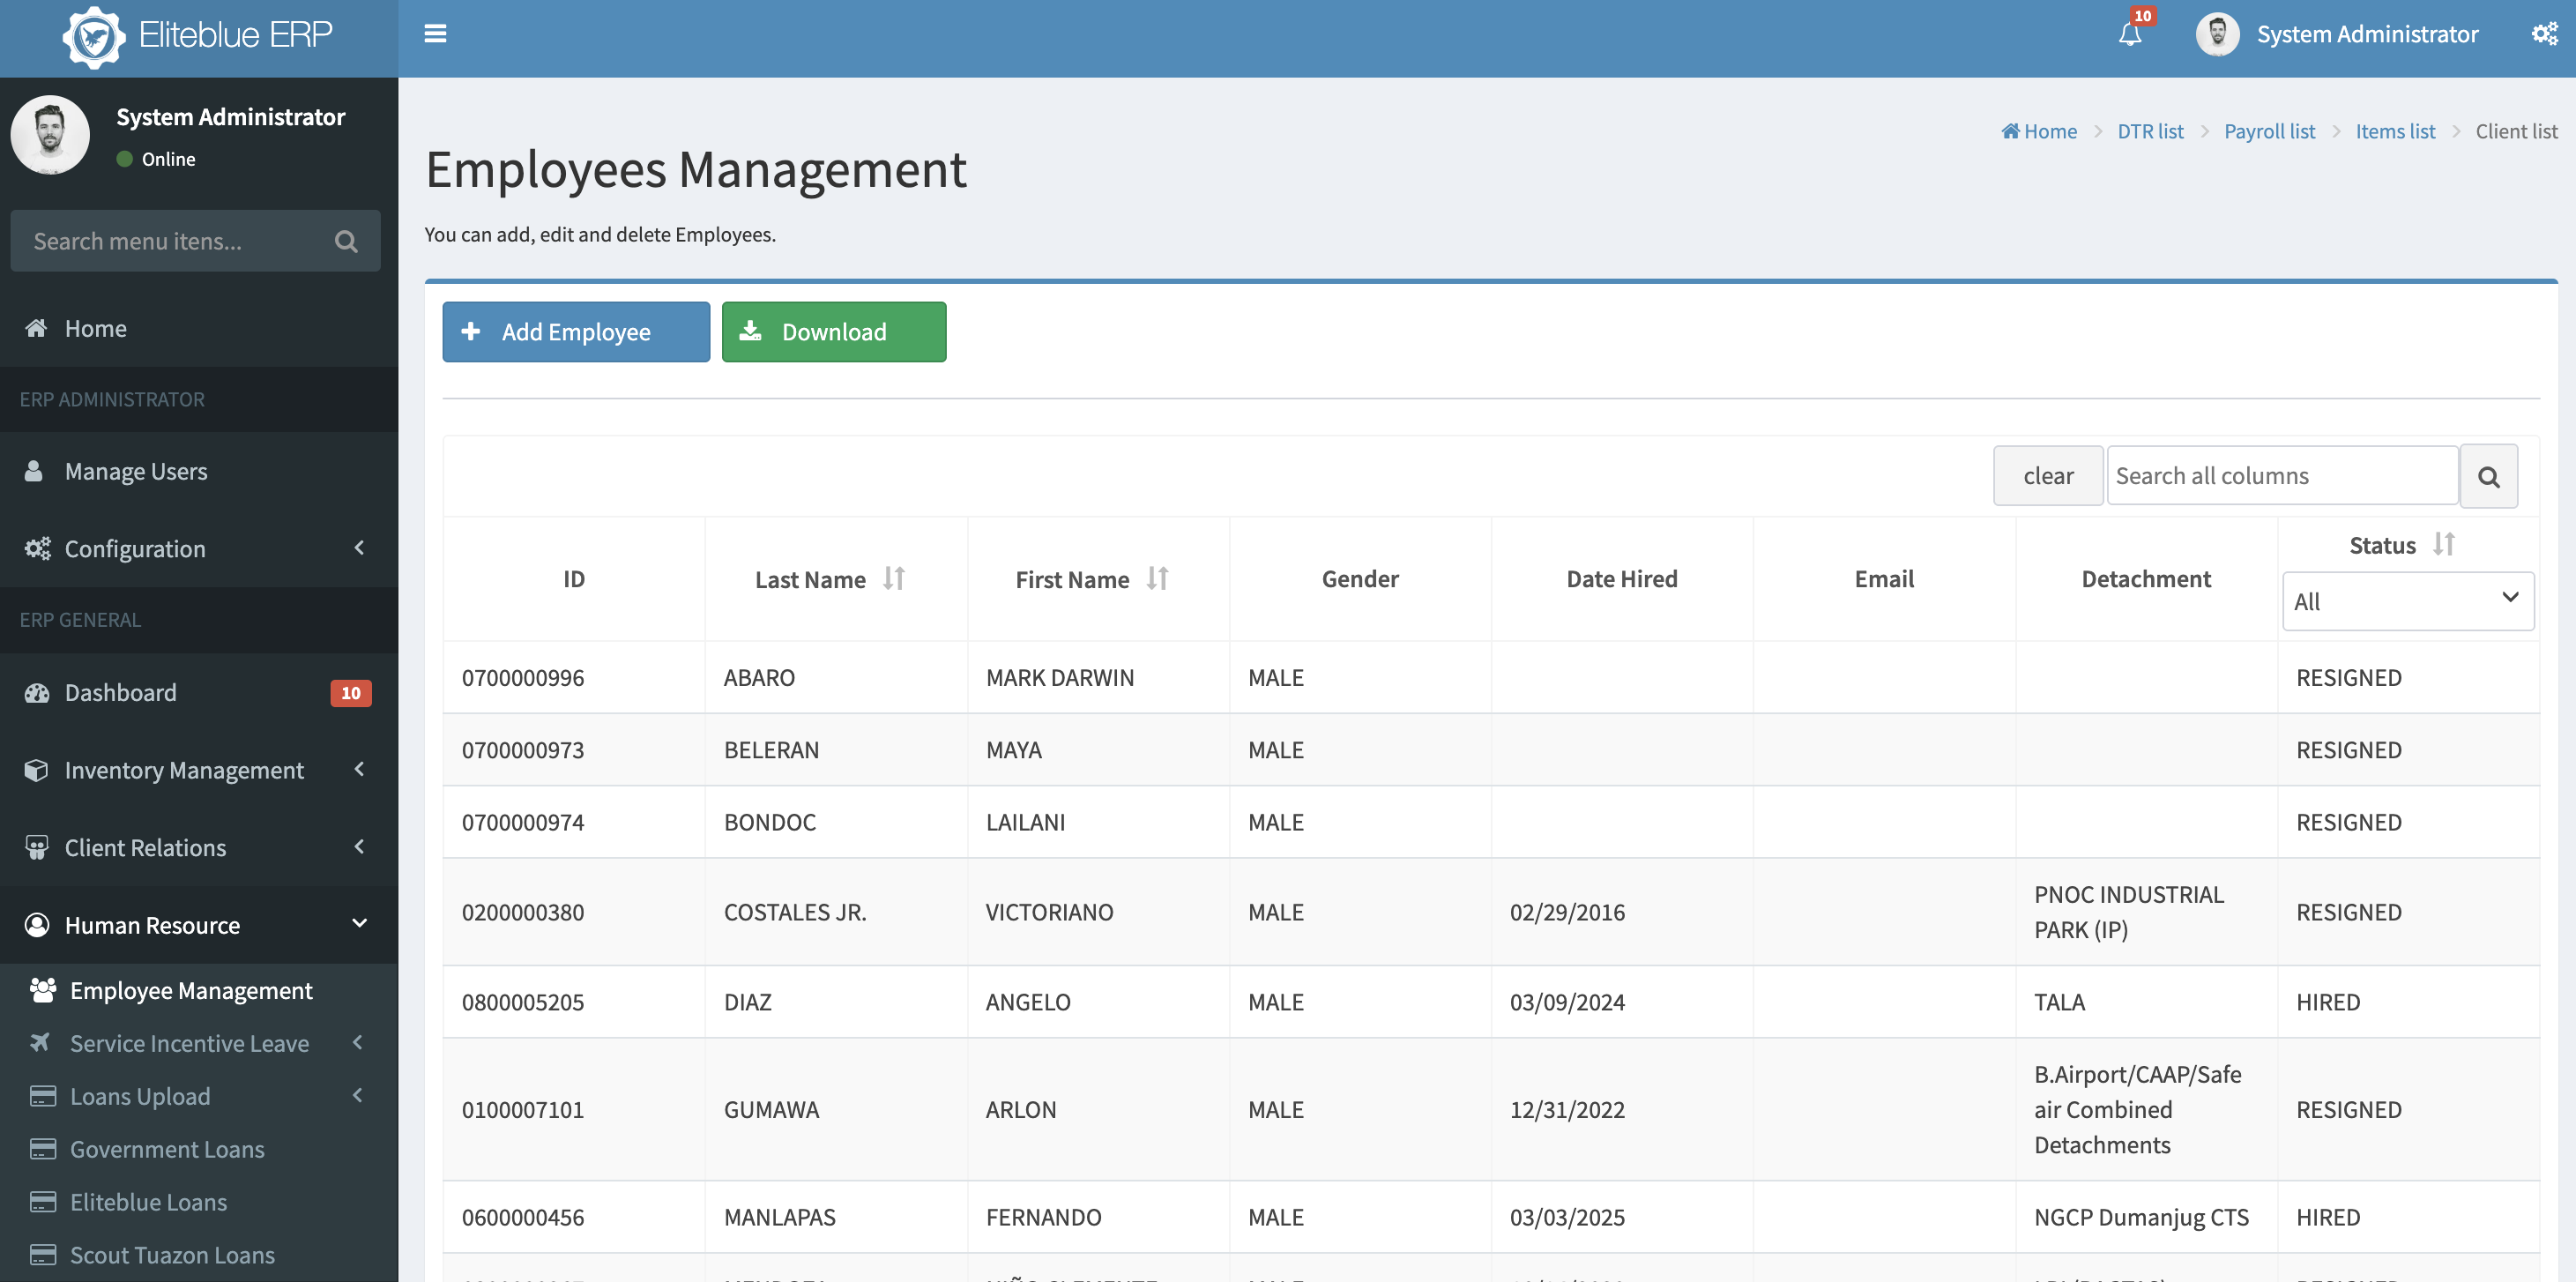 Eliteblue ERP
10
System Administrator
System Administrator
Online
Search menu itens...
Home
ERP ADMINISTRATOR
Manage Users
Configuration
ERP GENERAL
Dashboard
10
Inventory Management
Client Relations
Human Resource
Employee Management
Service Incentive Leave
Loans Upload
Government Loans
Eliteblue Loans
Scout Tuazon Loans
Home > DTR list > Payroll list > Items list > Client list
Employees Management
You can add, edit and delete Employees.
Add Employee Download
clear Search all columns
ID Last Name First Name Gender Date Hired Email Detachment Status
All
0700000996 ABARO MARK DARWIN MALE RESIGNED
0700000973 BELERAN MAYA MALE RESIGNED
0700000974 BONDOC LAILANI MALE RESIGNED
0200000380 COSTALES JR. VICTORIANO MALE 02/29/2016 PNOC INDUSTRIAL
PARK (IP) RESIGNED
0800005205 DIAZ ANGELO MALE 03/09/2024 TALA HIRED
0100007101 GUMAWA ARLON MALE 12/31/2022 B.Airport/CAAP/Safe
air Combined
Detachments RESIGNED
0600000456 MANLAPAS FERNANDO MALE 03/03/2025 NGCP Dumanjug CTS HIRED